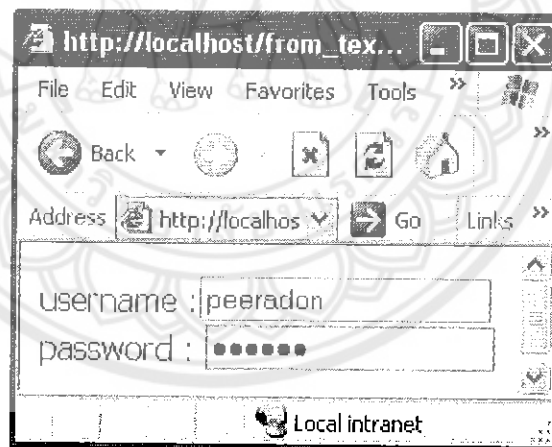 http://localhost/from_tex...
File Edit View Favorites Tools »
Back »
Address http://localhos Go Links »
username : peeradon
password : ●●●●●●
Local intranet